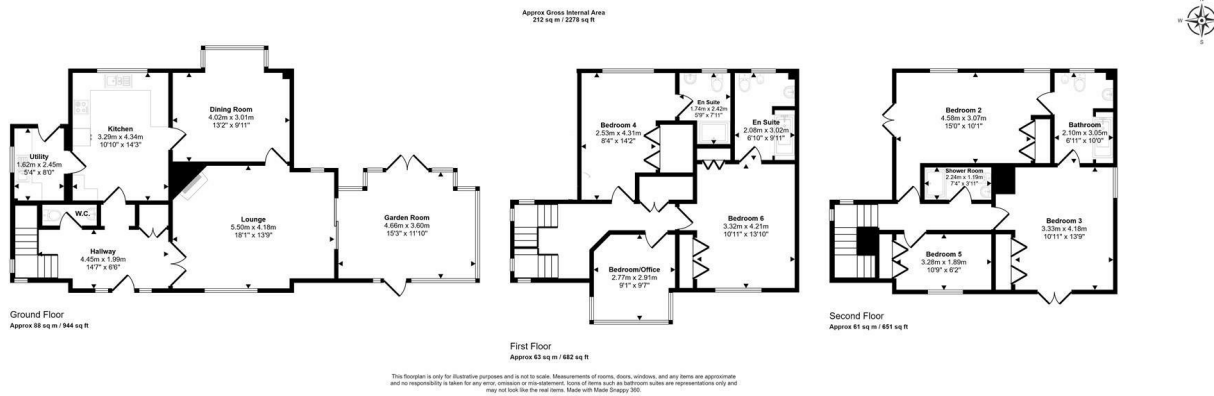 Approx Gross Internal Area
212 sq m / 2278 sq ft
N
S
Kitchen
3.29m x 4.34m
10'10" x 14'3"
Dining Room
4.02m x 3.01m
13'2" x 9'11"
Utility
1.62m x 2.45m
5'4" x 8'0"
W.C.
Hallway
4.45m x 1.99m
14'7" x 6'6"
Lounge
5.50m x 4.18m
18'1" x 13'9"
Garden Room
4.66m x 3.60m
15'3" x 11'10"
Ground Floor
Approx 88 sq m / 944 sq ft
Bedroom 4
2.53m x 4.31m
8'4" x 14'2"
En Suite
1.74m x 2.42m
5'9" x 7'11"
En Suite
2.08m x 3.02m
6'10" x 9'11"
Bedroom 6
3.32m x 4.21m
10'11" x 13'10"
Bedroom/Office
2.77m x 2.91m
9'1" x 9'7"
First Floor
Approx 63 sq m / 682 sq ft
Bedroom 2
4.58m x 3.07m
15'0" x 10'1"
Bathroom
2.10m x 3.05m
6'11" x 10'0"
Shower Room
2.24m x 1.19m
7'4" x 3'11"
Bedroom 3
3.33m x 4.18m
10'11" x 13'9"
Bedroom 5
3.28m x 1.89m
10'9" x 6'2"
Second Floor
Approx 61 sq m / 651 sq ft
This floorplan is only for illustrative purposes and is not to scale. Measurements of rooms, doors, windows, and any items are approximate
and no responsibility is taken for any error, omission or mis-statement. Icons of items such as bathroom suites are representations only and
may not look like the real items. Made with Made Snappy 360.